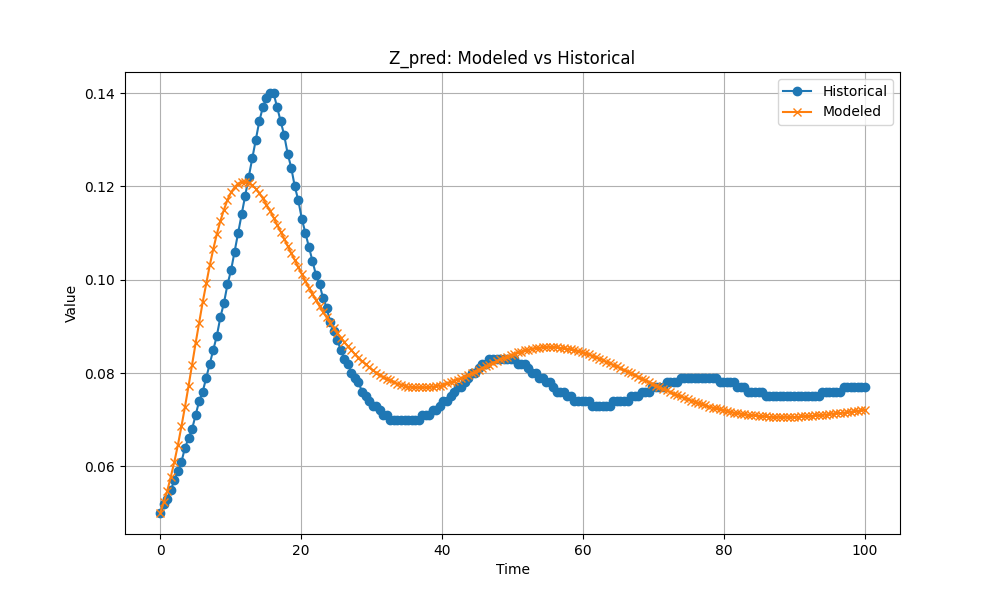 Z_pred: Modeled vs Historical
Historical
Modeled
Value
0.14
0.12
0.10
0.08
0.06
0 20 40 60 80 100
Time